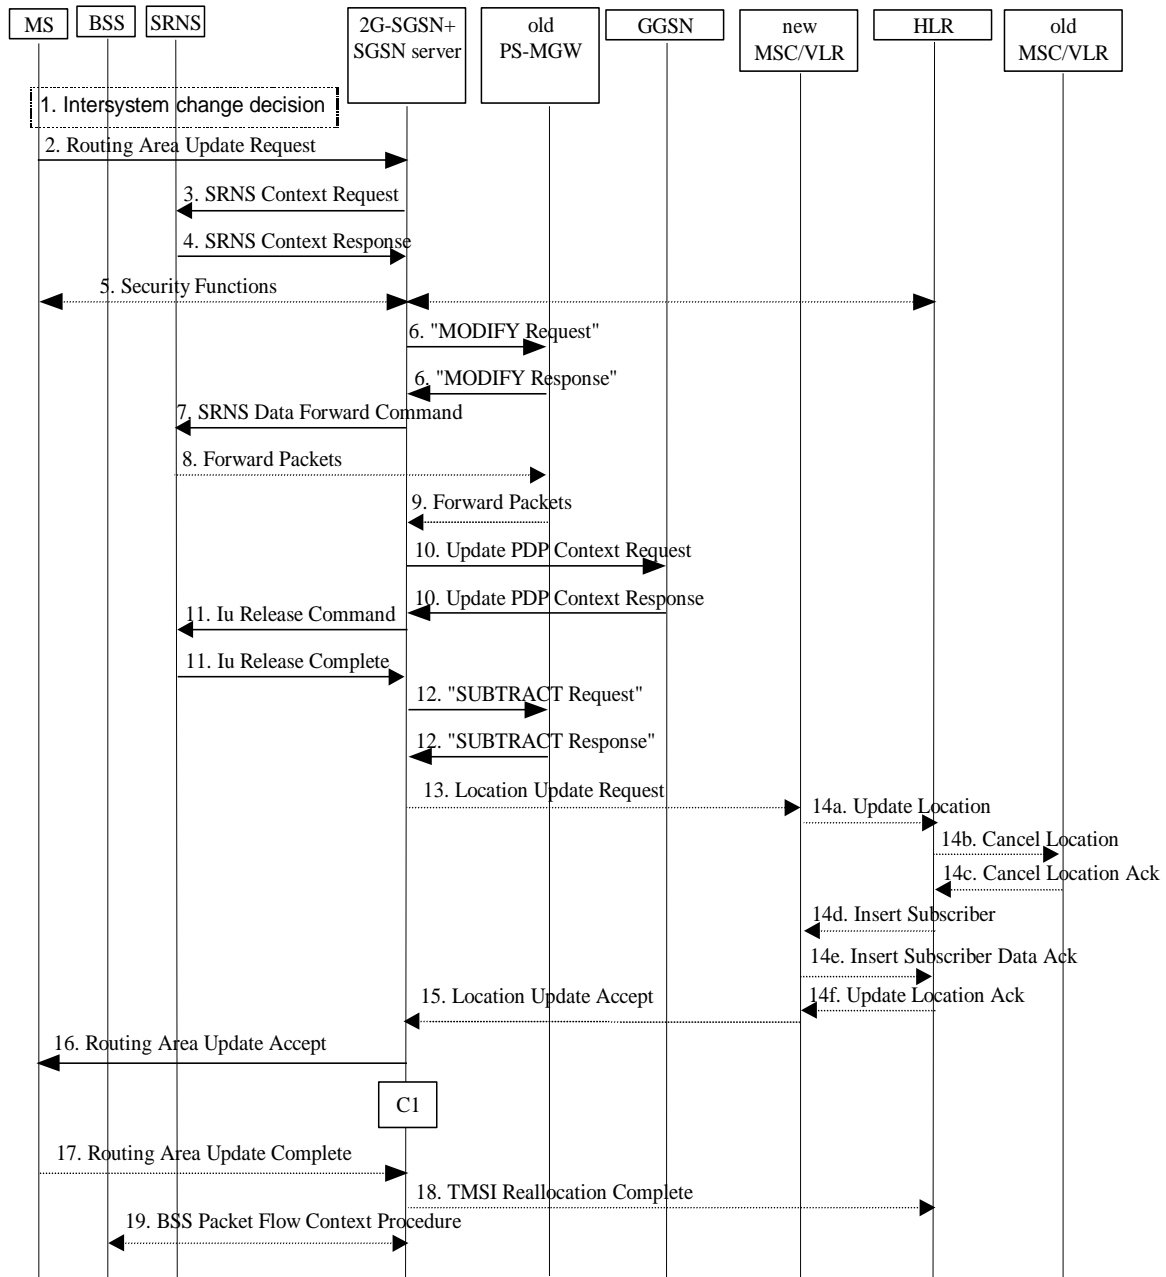 MS
BSS
SRNS
2G-SGSN+
SGSN server
old
PS-MGW
GGSN
new
MSC/VLR
HLR
old
MSC/VLR
1. Intersystem change decision
2. Routing Area Update Request
3. SRNS Context Request
4. SRNS Context Response
5. Security Functions
6. "MODIFY Request"
6. "MODIFY Response"
7. SRNS Data Forward Command
8. Forward Packets
9. Forward Packets
10. Update PDP Context Request
10. Update PDP Context Response
11. Iu Release Command
11. Iu Release Complete
12. "SUBTRACT Request"
12. "SUBTRACT Response"
13. Location Update Request
14a. Update Location
14b. Cancel Location
14c. Cancel Location Ack
14d. Insert Subscriber
14e. Insert Subscriber Data Ack
14f. Update Location Ack
15. Location Update Accept
16. Routing Area Update Accept
C1
17. Routing Area Update Complete
18. TMSI Reallocation Complete
19. BSS Packet Flow Context Procedure